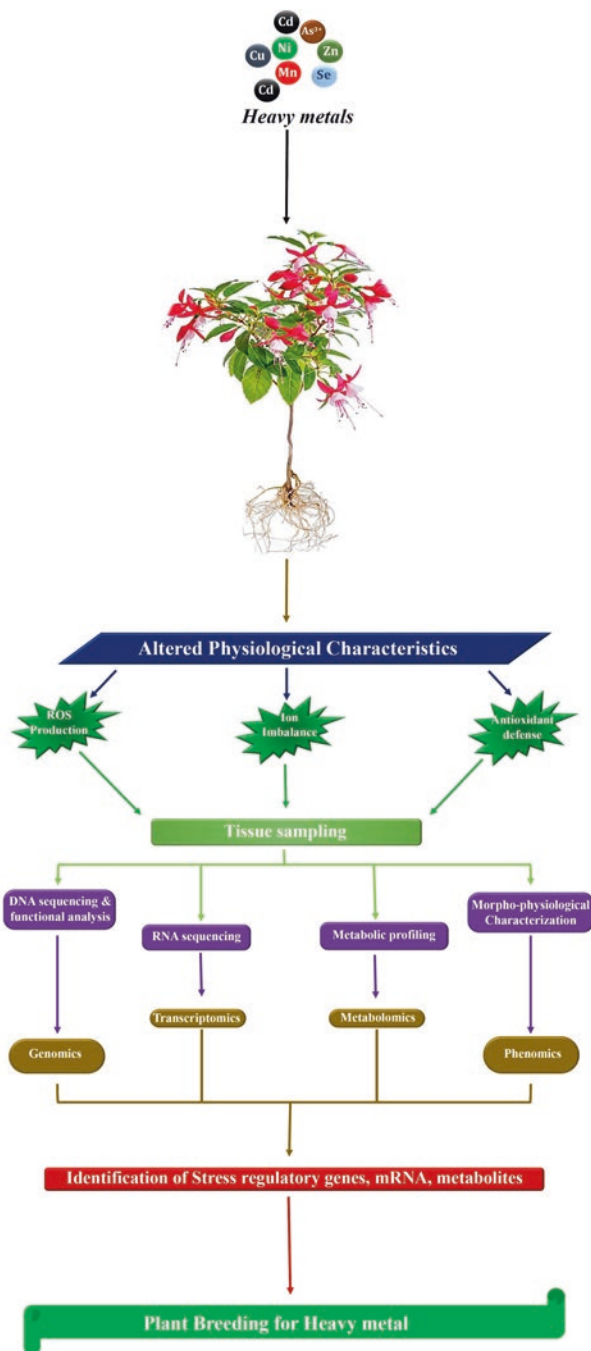 Cd
As³⁺
Cu
Ni
Zn
Mn
Se
Cd
Heavy metals
Altered Physiological Characteristics
ROS
Production
Ion
Imbalance
Antioxidant
defense
Tissue sampling
DNA sequencing &
functional analysis
RNA sequencing
Metabolic profiling
Morpho-physiological
Characterization
Transcriptomics
Metabolomics
Genomics
Phenomics
Identification of Stress regulatory genes, mRNA, metabolites
Plant Breeding for Heavy metal